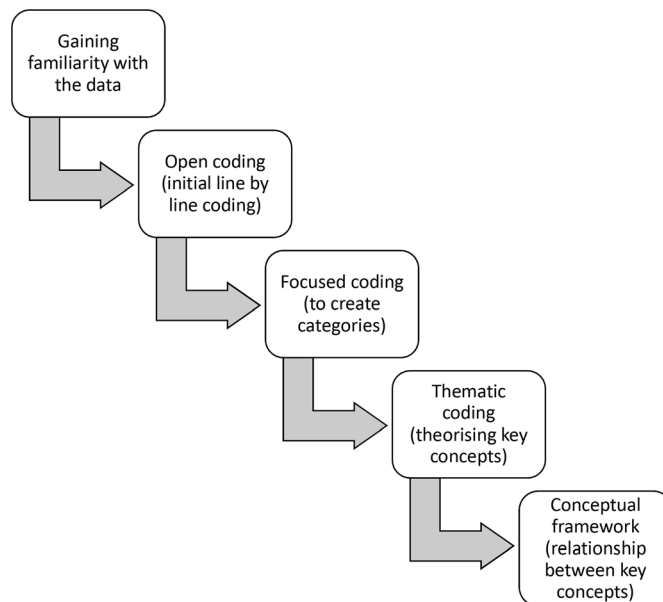 Gaining
familiarity with
the data
Open coding
(initial line by
line coding)
Focused coding
(to create
categories)
Thematic
coding
(theorising key
concepts)
Conceptual
framework
(relationship
between key
concepts)